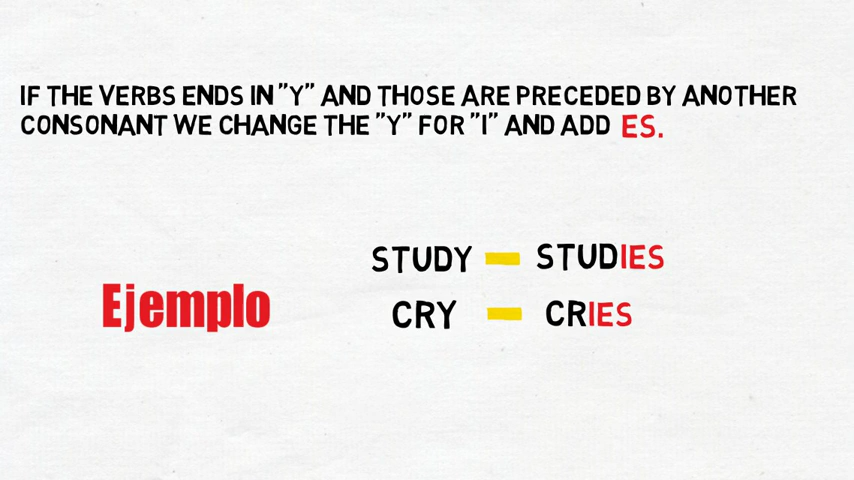 IF THE VERBS ENDS IN "Y" AND THOSE ARE PRECEDED BY ANOTHER
CONSONANT WE CHANGE THE "Y" FOR "I" AND ADD ES.
STUDY - STUDIES
Ejemplo
CRY - CRIES